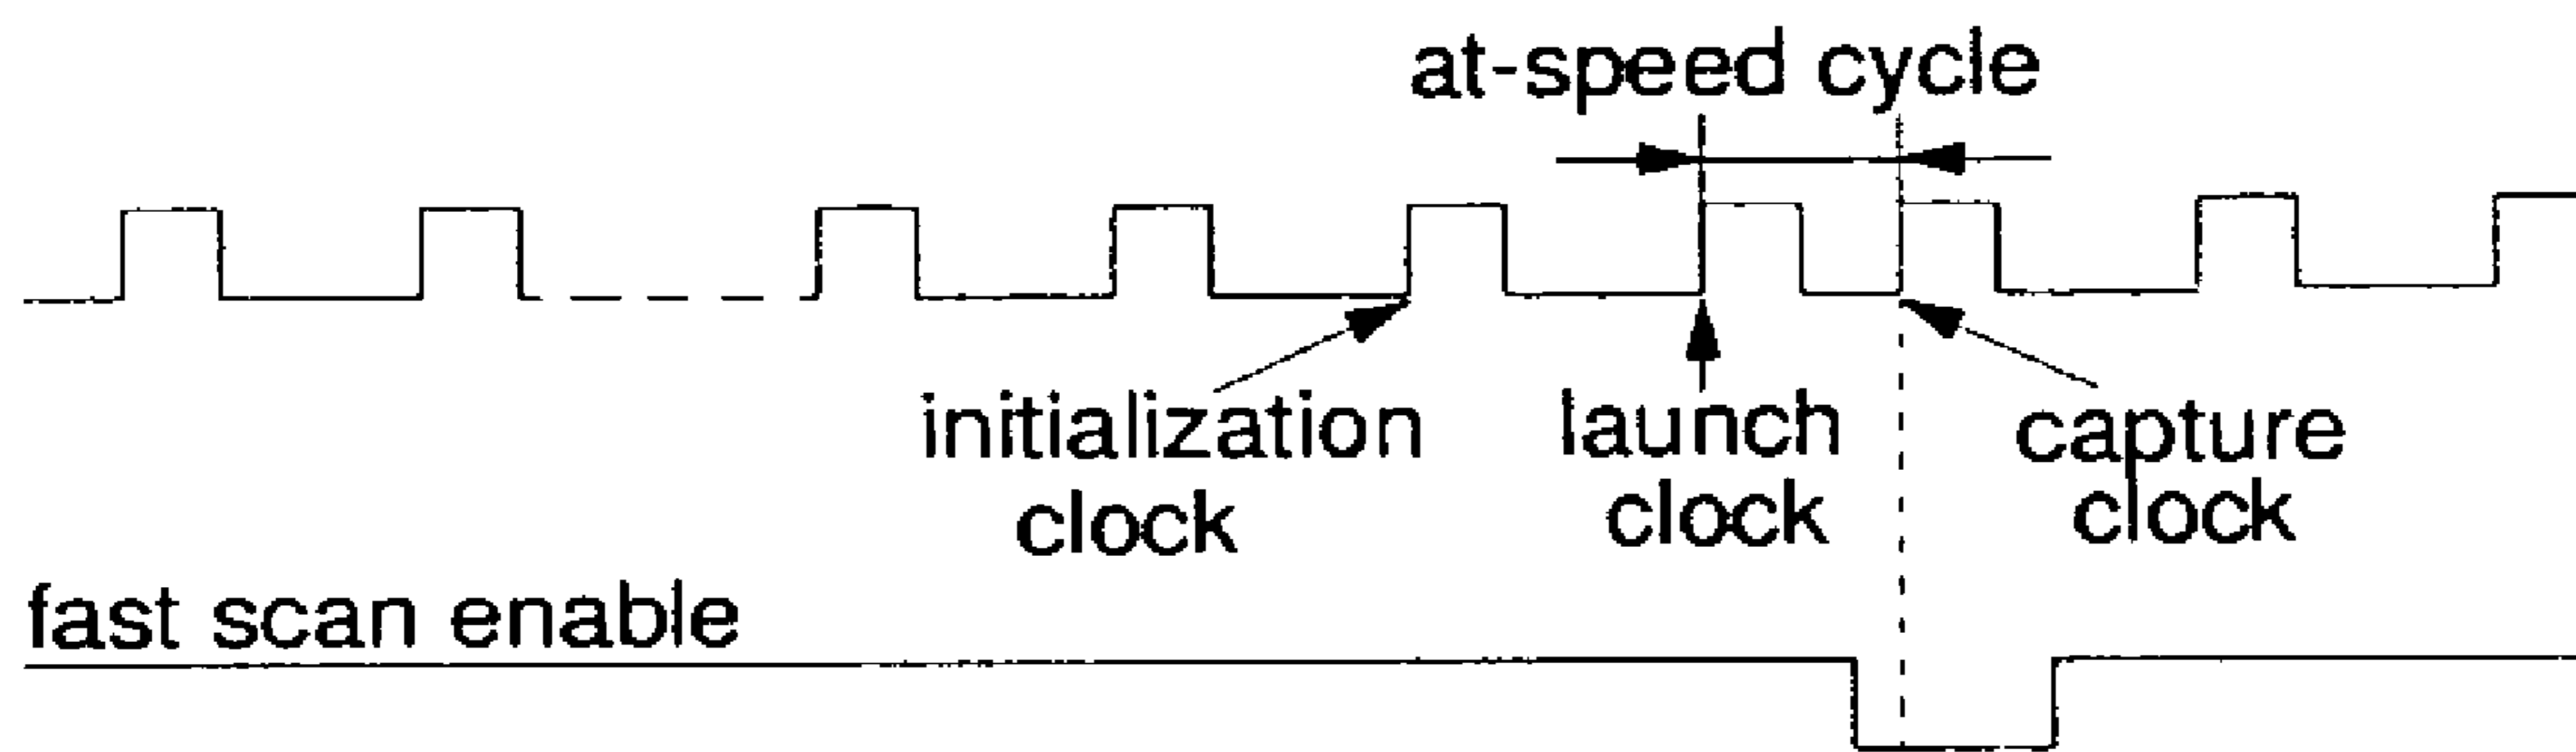 at-speed cycle
initialization
clock
launch
clock
capture
clock
fast scan enable